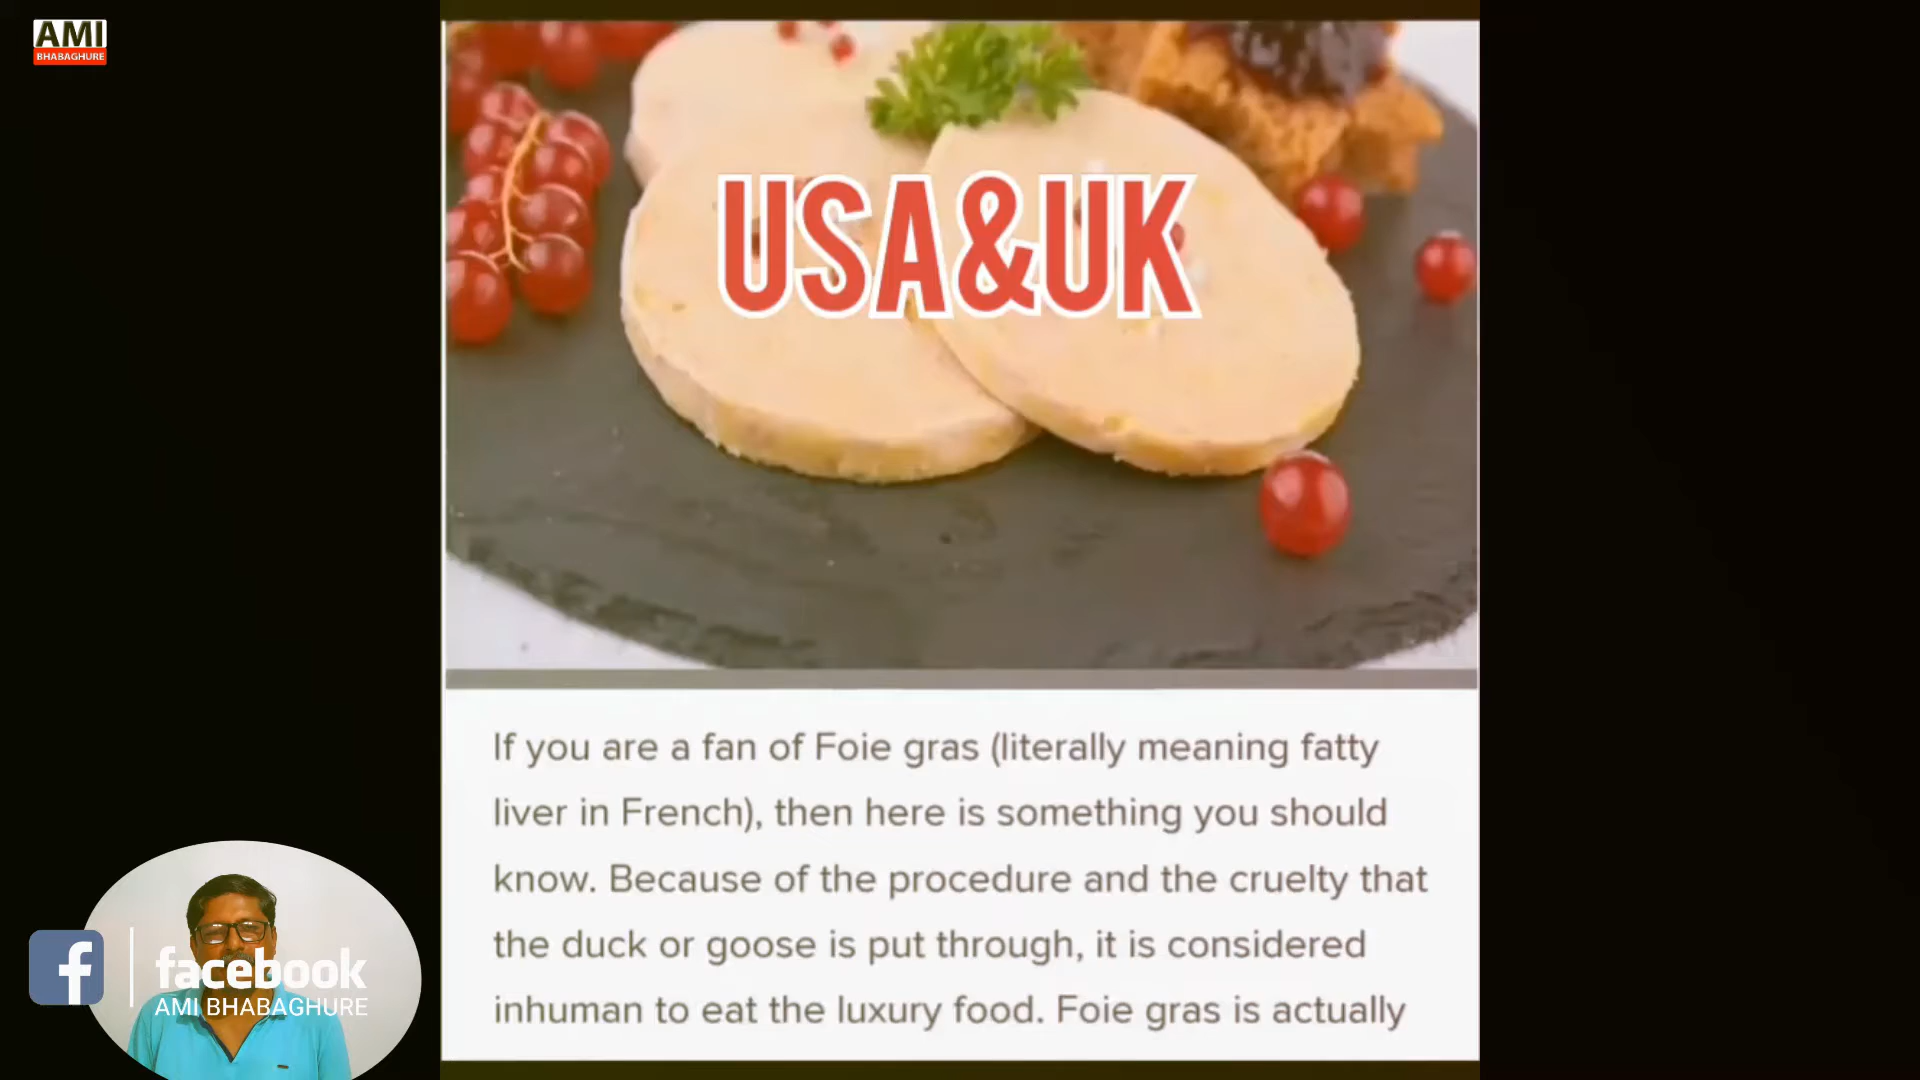 AMI
BHABAGHURE
USA&UK
If you are a fan of Foie gras (literally meaning fatty
liver in French), then here is something you should
know. Because of the procedure and the cruelty that
the duck or goose is put through, it is considered
inhuman to eat the luxury food. Foie gras is actually
f
facebook
AMI BHABAGHURE